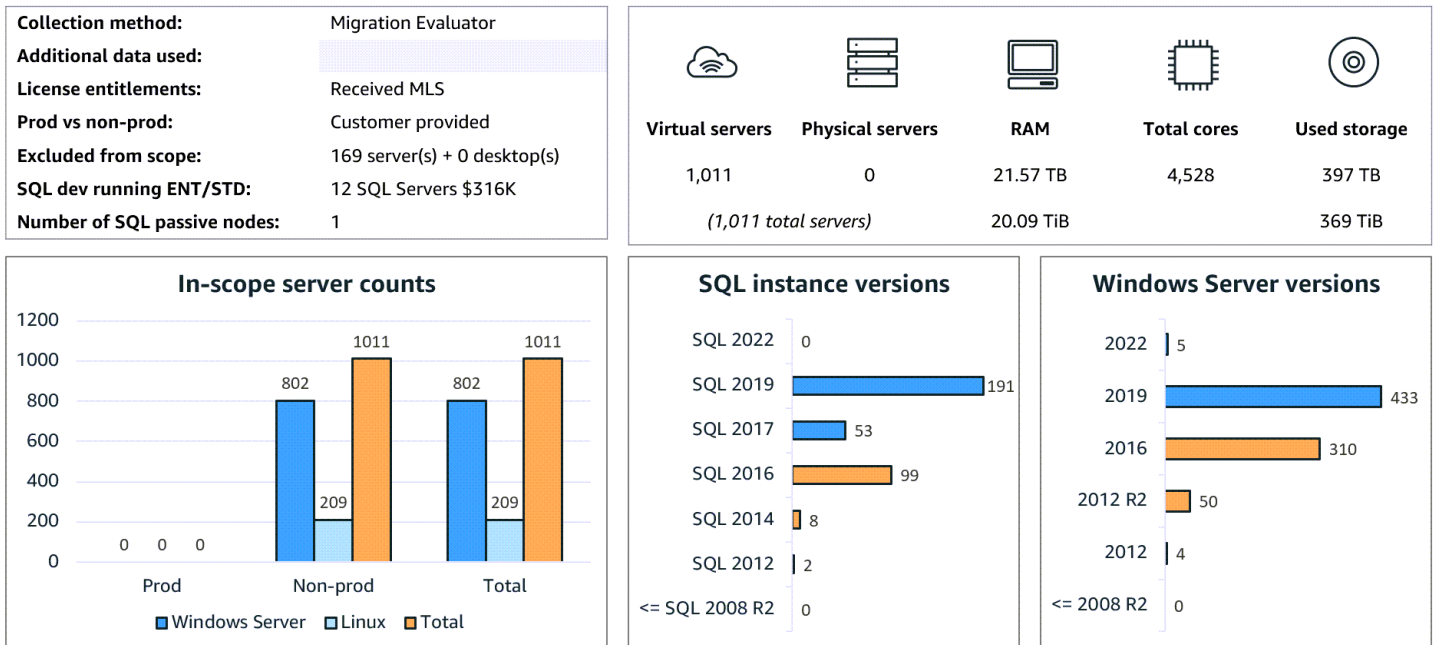 Collection method: Migration Evaluator
Additional data used:
License entitlements: Received MLS
Prod vs non-prod: Customer provided
Excluded from scope: 169 server(s) + 0 desktop(s)
SQL dev running ENT/STD: 12 SQL Servers $316K
Number of SQL passive nodes: 1
Virtual servers Physical servers RAM Total cores Used storage
1,011 0 21.57 TB 4,528 397 TB
(1,011 total servers) 20.09 TiB 369 TiB
In-scope server counts
1200
1000
800
600
400
200
0
0 0 0
802 209 1011
802 209 1011
Prod Non-prod Total
Windows Server Linux Total
SQL instance versions
SQL 2022 0
SQL 2019 191
SQL 2017 53
SQL 2016 99
SQL 2014 8
SQL 2012 2
<= SQL 2008 R2 0
Windows Server versions
2022 5
2019 433
2016 310
2012 R2 50
2012 4
<= 2008 R2 0